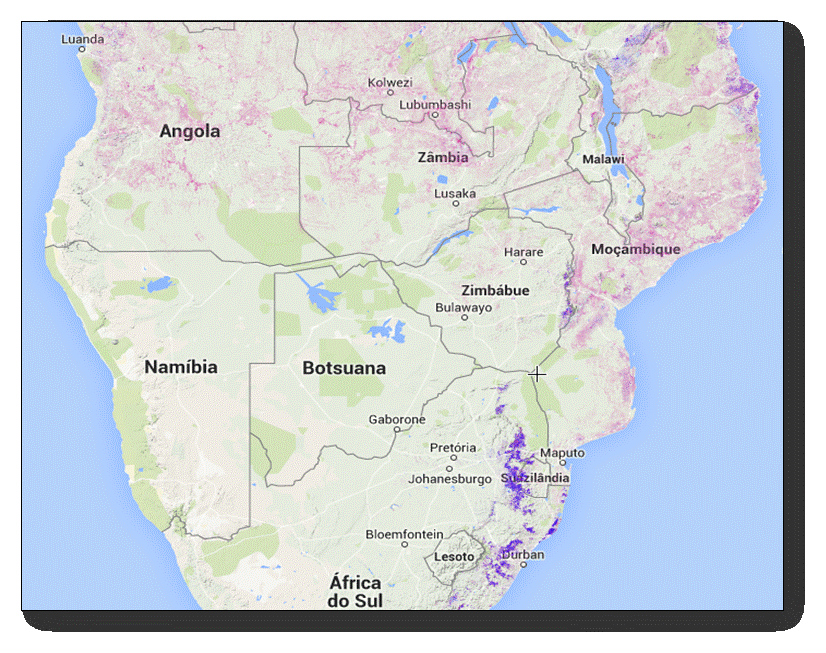 Luanda
Kolwezi
Lubumbashi
Angola
Zâmbia
Malawi
Lusaka
Harare
Moçambique
Zimbábue
Bulawayo
Namíbia
Botsuana
Gaborone
Pretória
Maputo
Johanesburgo
Suazilândia
Bloemfontein
Lesoto
Durban
África
do Sul